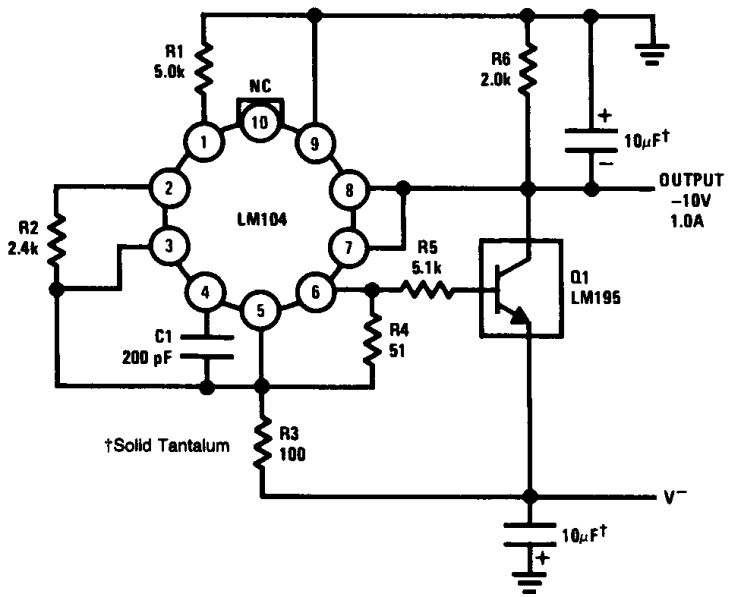 R1
5.0k
NC
R6
2.0k
+
10µF†
−
1
10
9
2
8
OUTPUT
−10V
1.0A
LM104
R2
2.4k
3
7
R5
5.1k
Q1
LM195
4
5
6
C1
200 pF
R4
51
†Solid Tantalum
R3
100
V−
10µF†
+